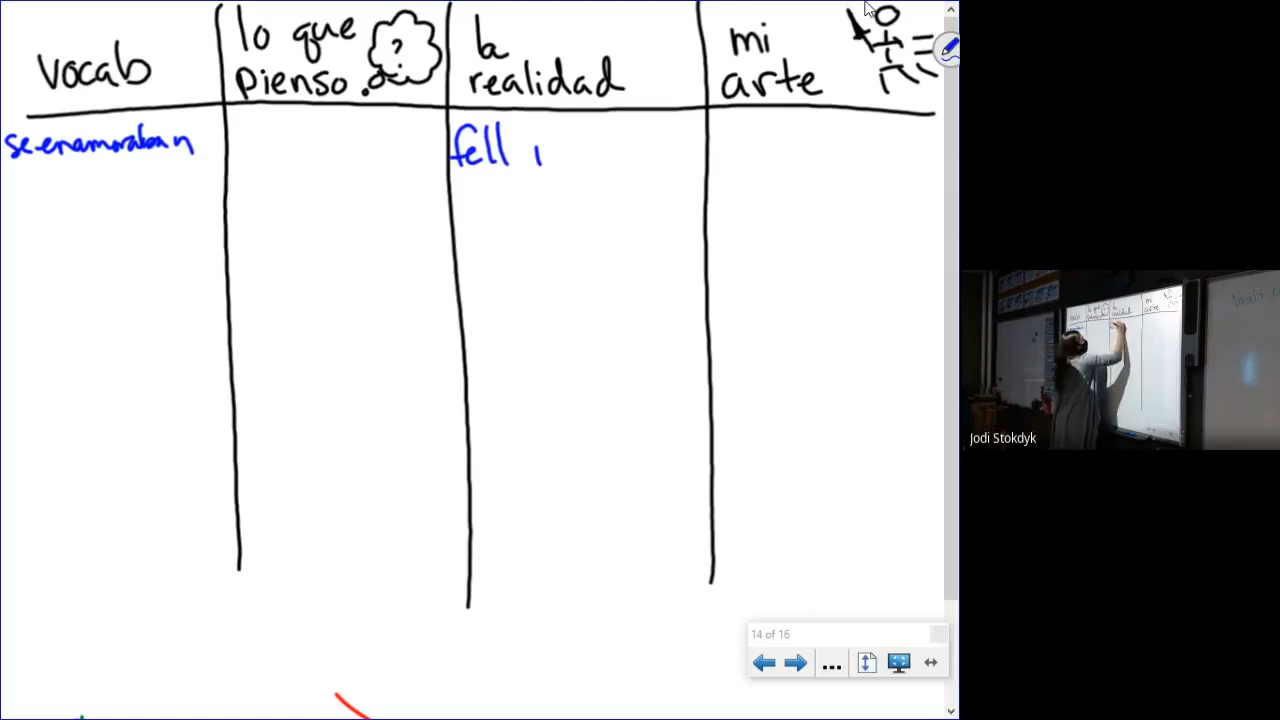 vocab
lo que
pienso
?
la
realidad
mi
arte
se enamoraban
fell
14 of 16
Jodi Stokdyk